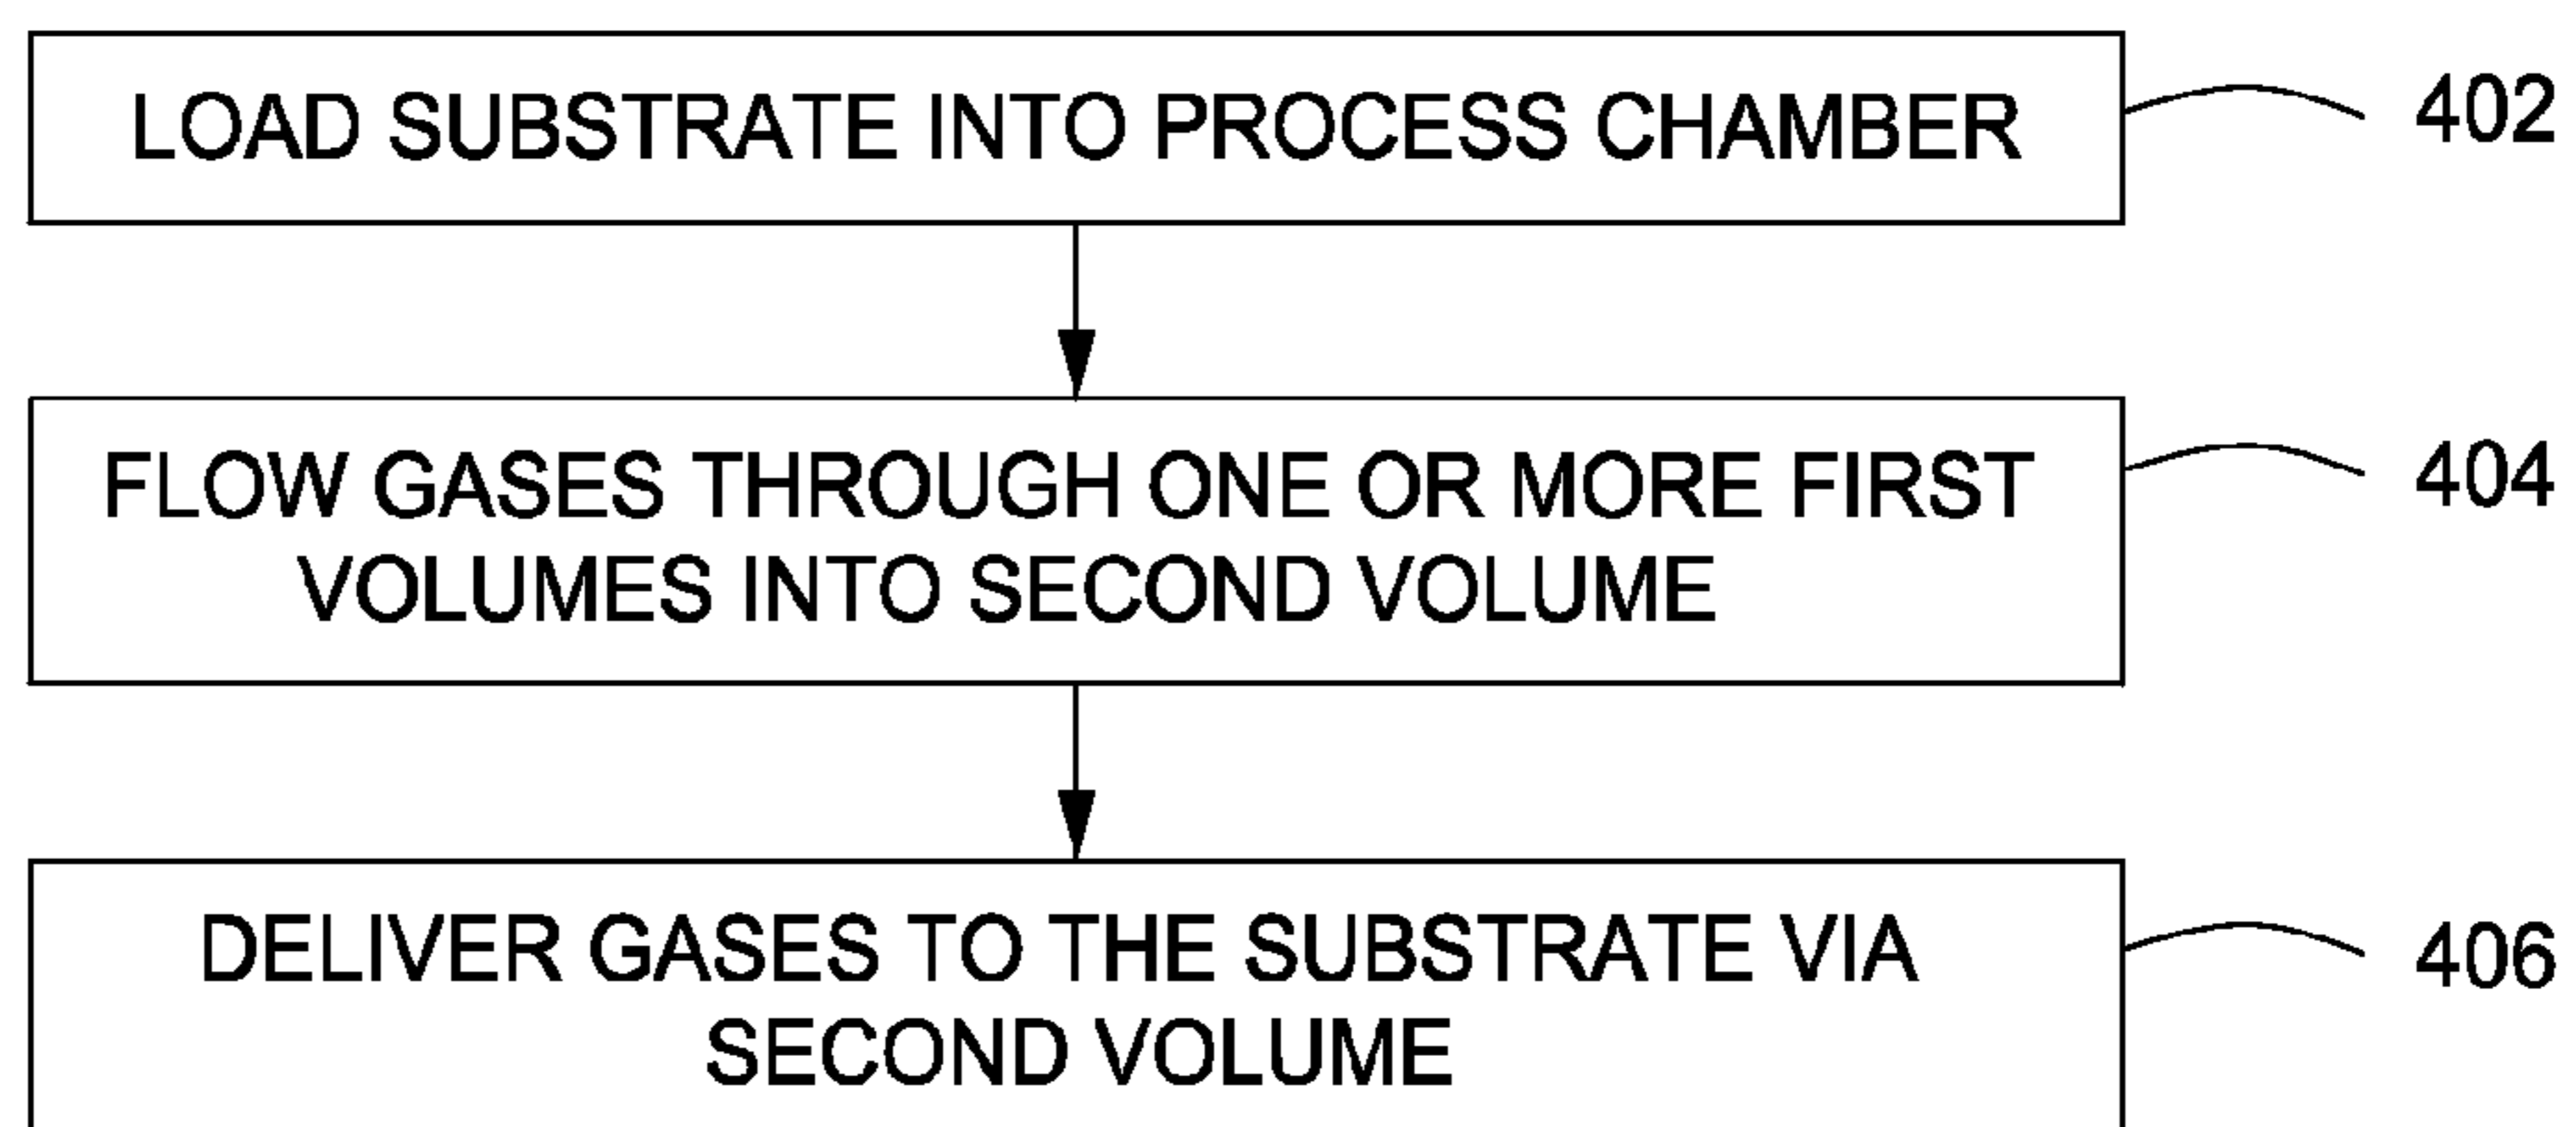 LOAD SUBSTRATE INTO PROCESS CHAMBER
402
FLOW GASES THROUGH ONE OR MORE FIRST
VOLUMES INTO SECOND VOLUME
404
DELIVER GASES TO THE SUBSTRATE VIA
SECOND VOLUME
406